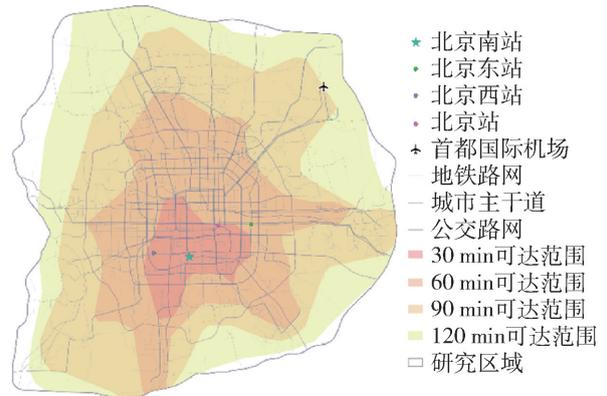 北京南站
北京东站
北京西站
北京站
首都国际机场
地铁路网
城市主干道
公交路网
30 min可达范围
60 min可达范围
90 min可达范围
120 min可达范围
研究区域